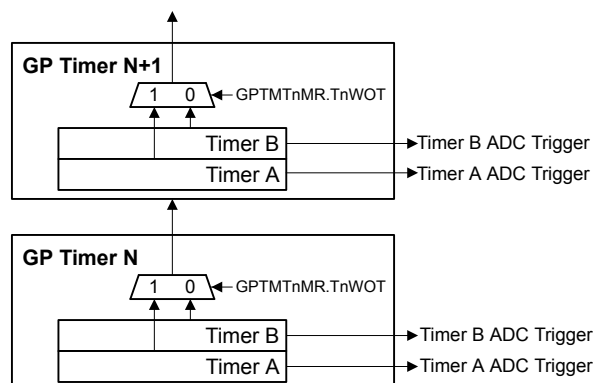 GP Timer N+1
1 0 GPTMTnMR.TnWOT
Timer B Timer B ADC Trigger
Timer A Timer A ADC Trigger
GP Timer N
1 0 GPTMTnMR.TnWOT
Timer B Timer B ADC Trigger
Timer A Timer A ADC Trigger